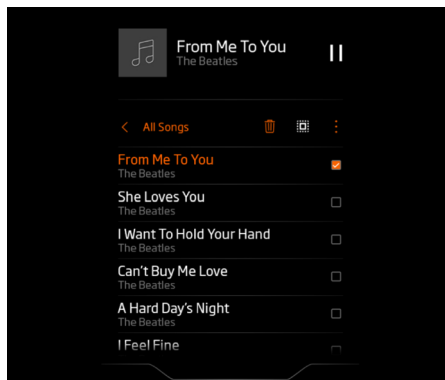 From Me To You
The Beatles
All Songs
From Me To You
The Beatles
She Loves You
The Beatles
I Want To Hold Your Hand
The Beatles
Can't Buy Me Love
The Beatles
A Hard Day's Night
The Beatles
I Feel Fine